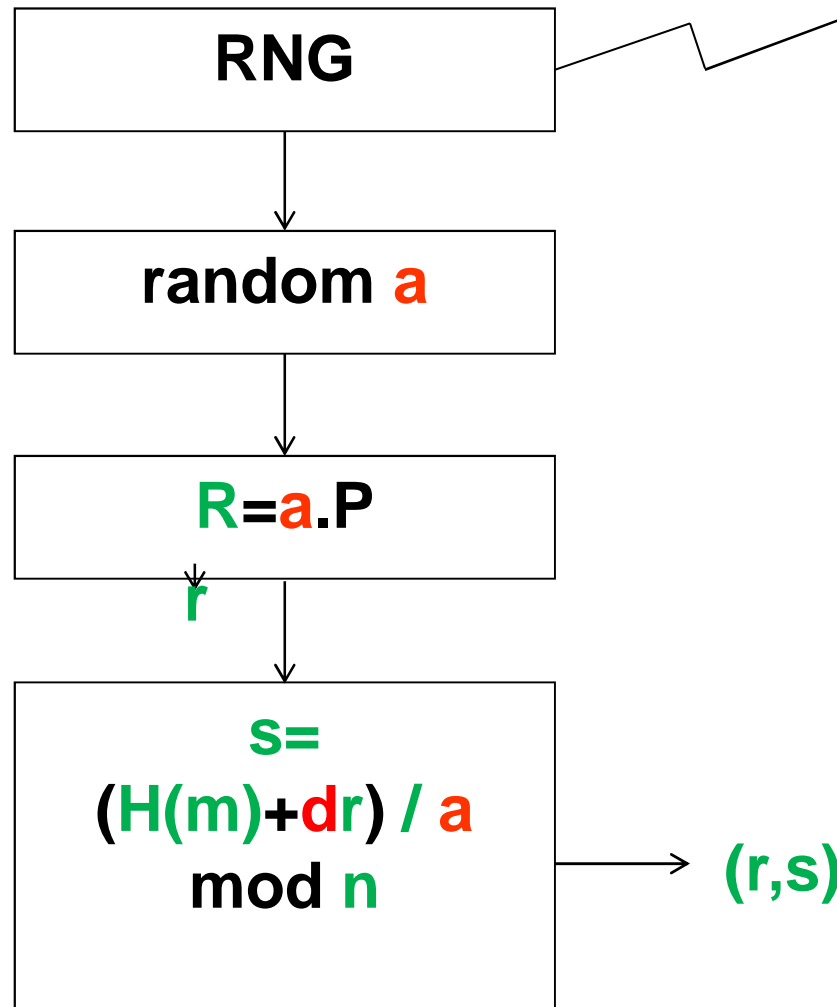 RNG
random a
R=a.P
r
s=
(H(m)+dr) / a
mod n
(r,s)